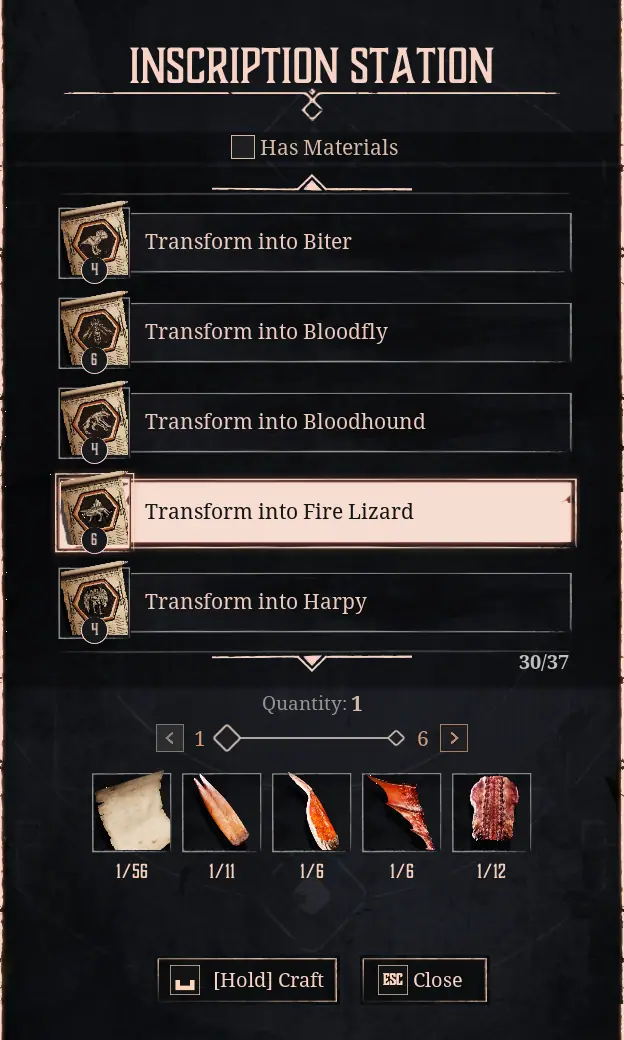 INSCRIPTION STATION
Has Materials
Transform into Biter
4
Transform into Bloodfly
6
Transform into Bloodhound
4
Transform into Fire Lizard
6
Transform into Harpy
4
30/37
Quantity: 1
1 6
1/56 1/11 1/6 1/6 1/12
[Hold] Craft ESC Close